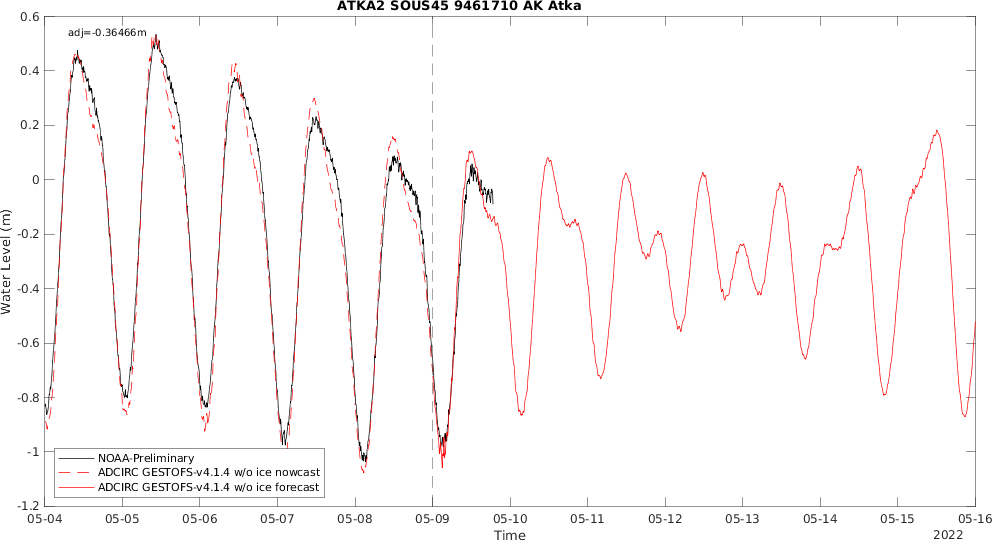 ATKA2 SOUS45 9461710 AK Atka
adj=-0.36466m
0.6
0.4
0.2
0
-0.2
-0.4
-0.6
-0.8
-1
-1.2
Water Level (m)
NOAA-Preliminary
ADCIRC GESTOFS-v4.1.4 w/o ice nowcast
ADCIRC GESTOFS-v4.1.4 w/o ice forecast
05-04 05-05 05-06 05-07 05-08 05-09 05-10 05-11 05-12 05-13 05-14 05-15 05-16
Time
2022